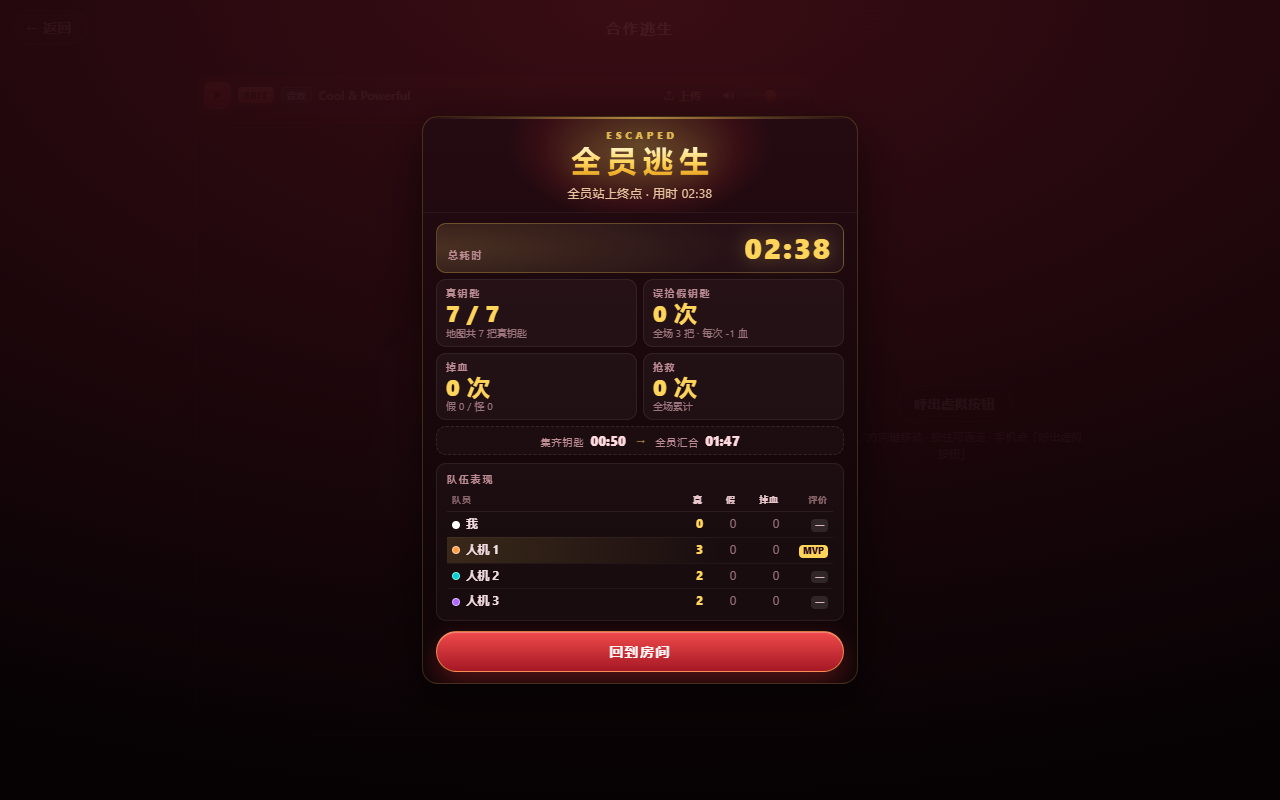 ← 返回
合作逃生
Cool & Powerful
上传
ESCAPED
全员逃生
全员站上终点 · 用时 02:38
总耗时
02:38
真钥匙
7 / 7
地图共 7 把真钥匙
误拾假钥匙
0 次
全场 3 把 · 每次 -1 血
掉血
0 次
假 0 / 怪 0
抢救
0 次
全场累计
集齐钥匙 00:50 → 全员汇合 01:47
队伍表现
队员 真 假 掉血 评价
我 0 0 0 —
人机 1 3 0 0 MVP
人机 2 2 0 0 —
人机 3 2 0 0 —
回到房间